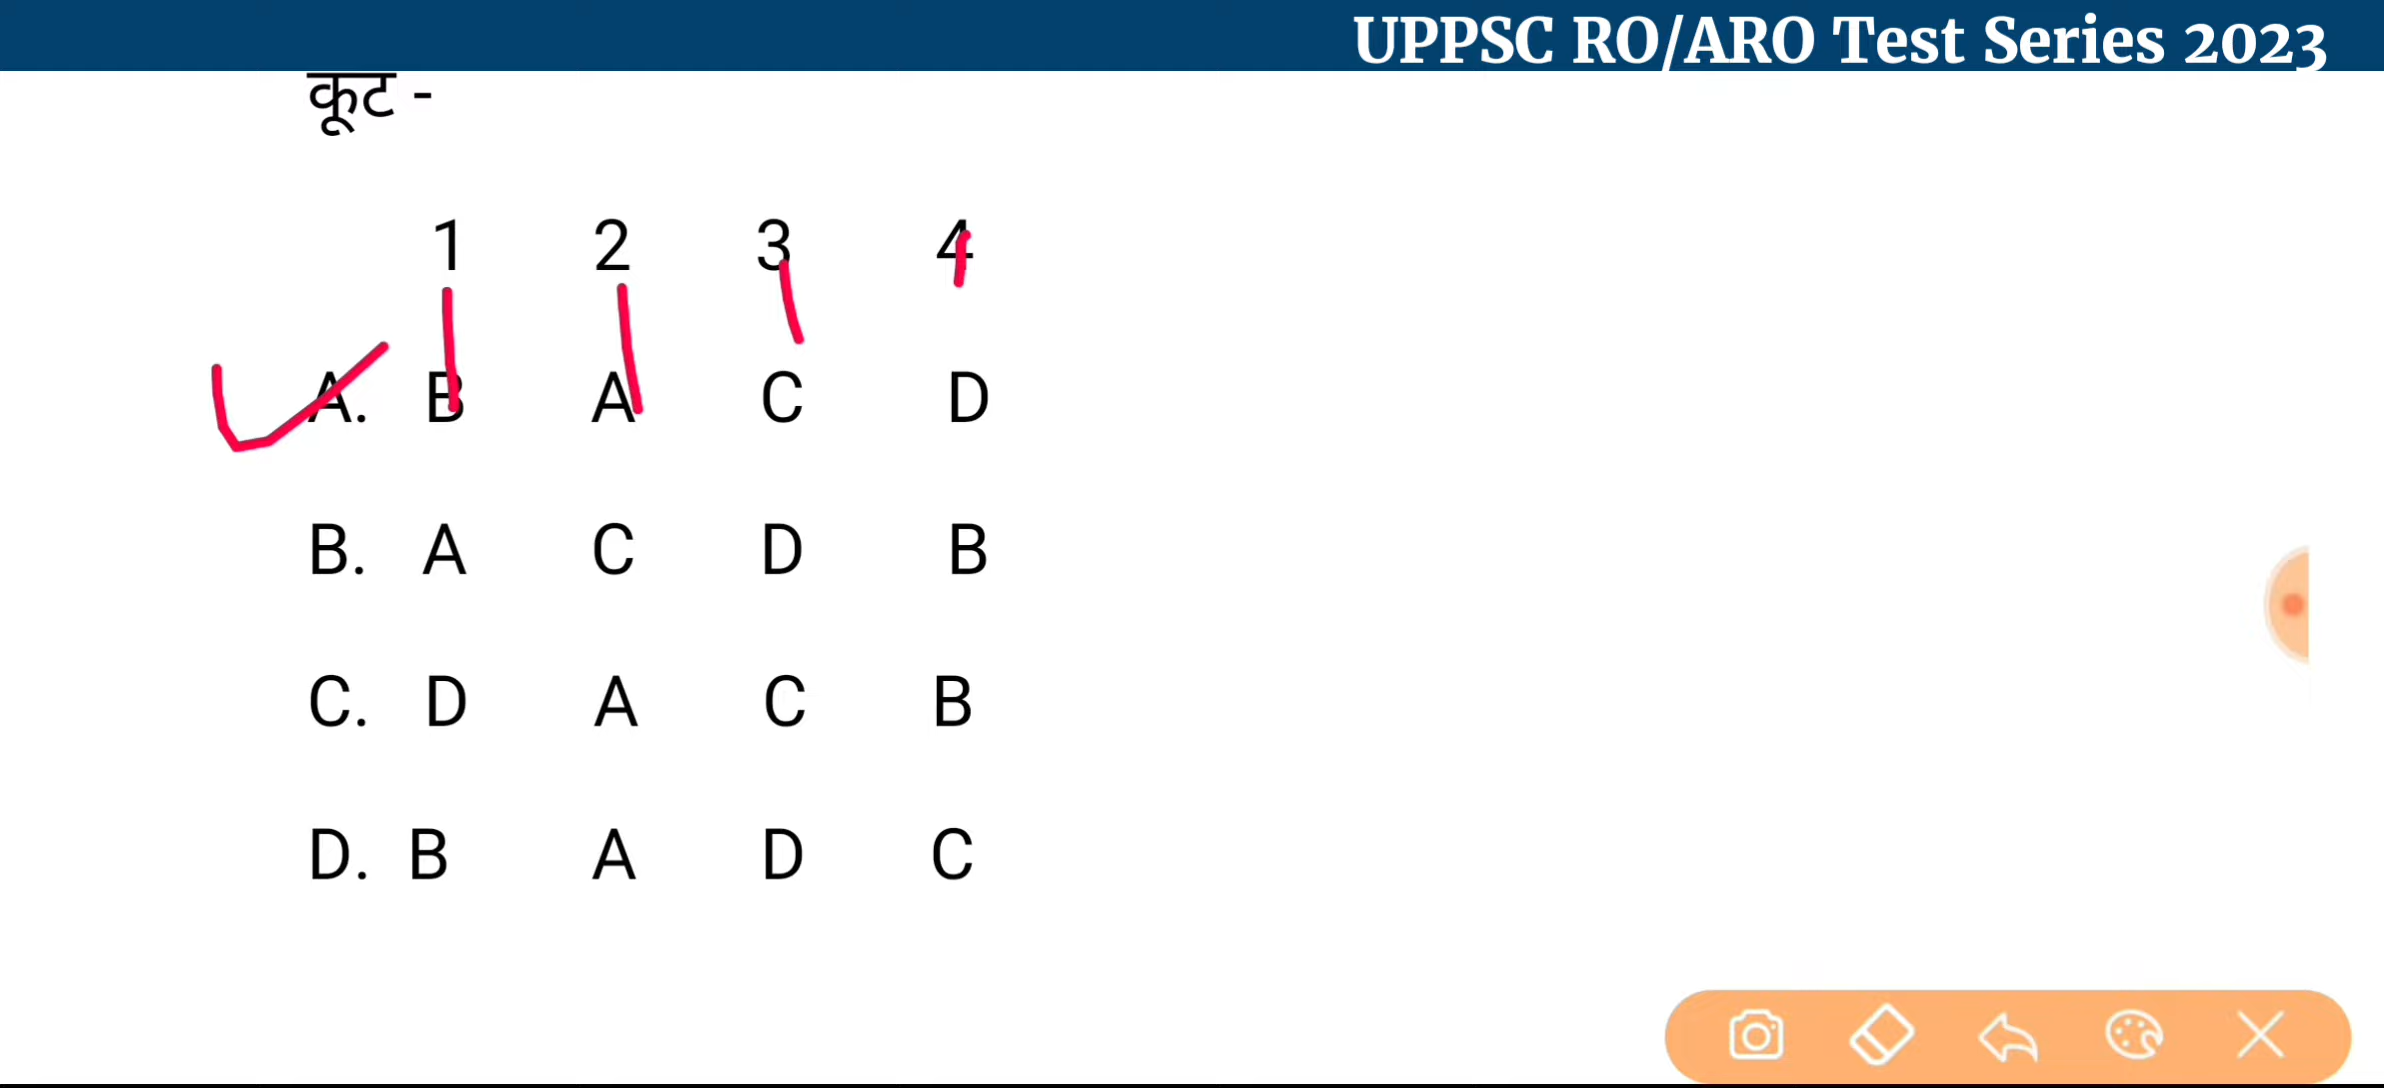 UPPSC RO/ARO Test Series 2023
कूट -
1 2 3 4
A. B A C D
B. A C D B
C. D A C B
D. B A D C